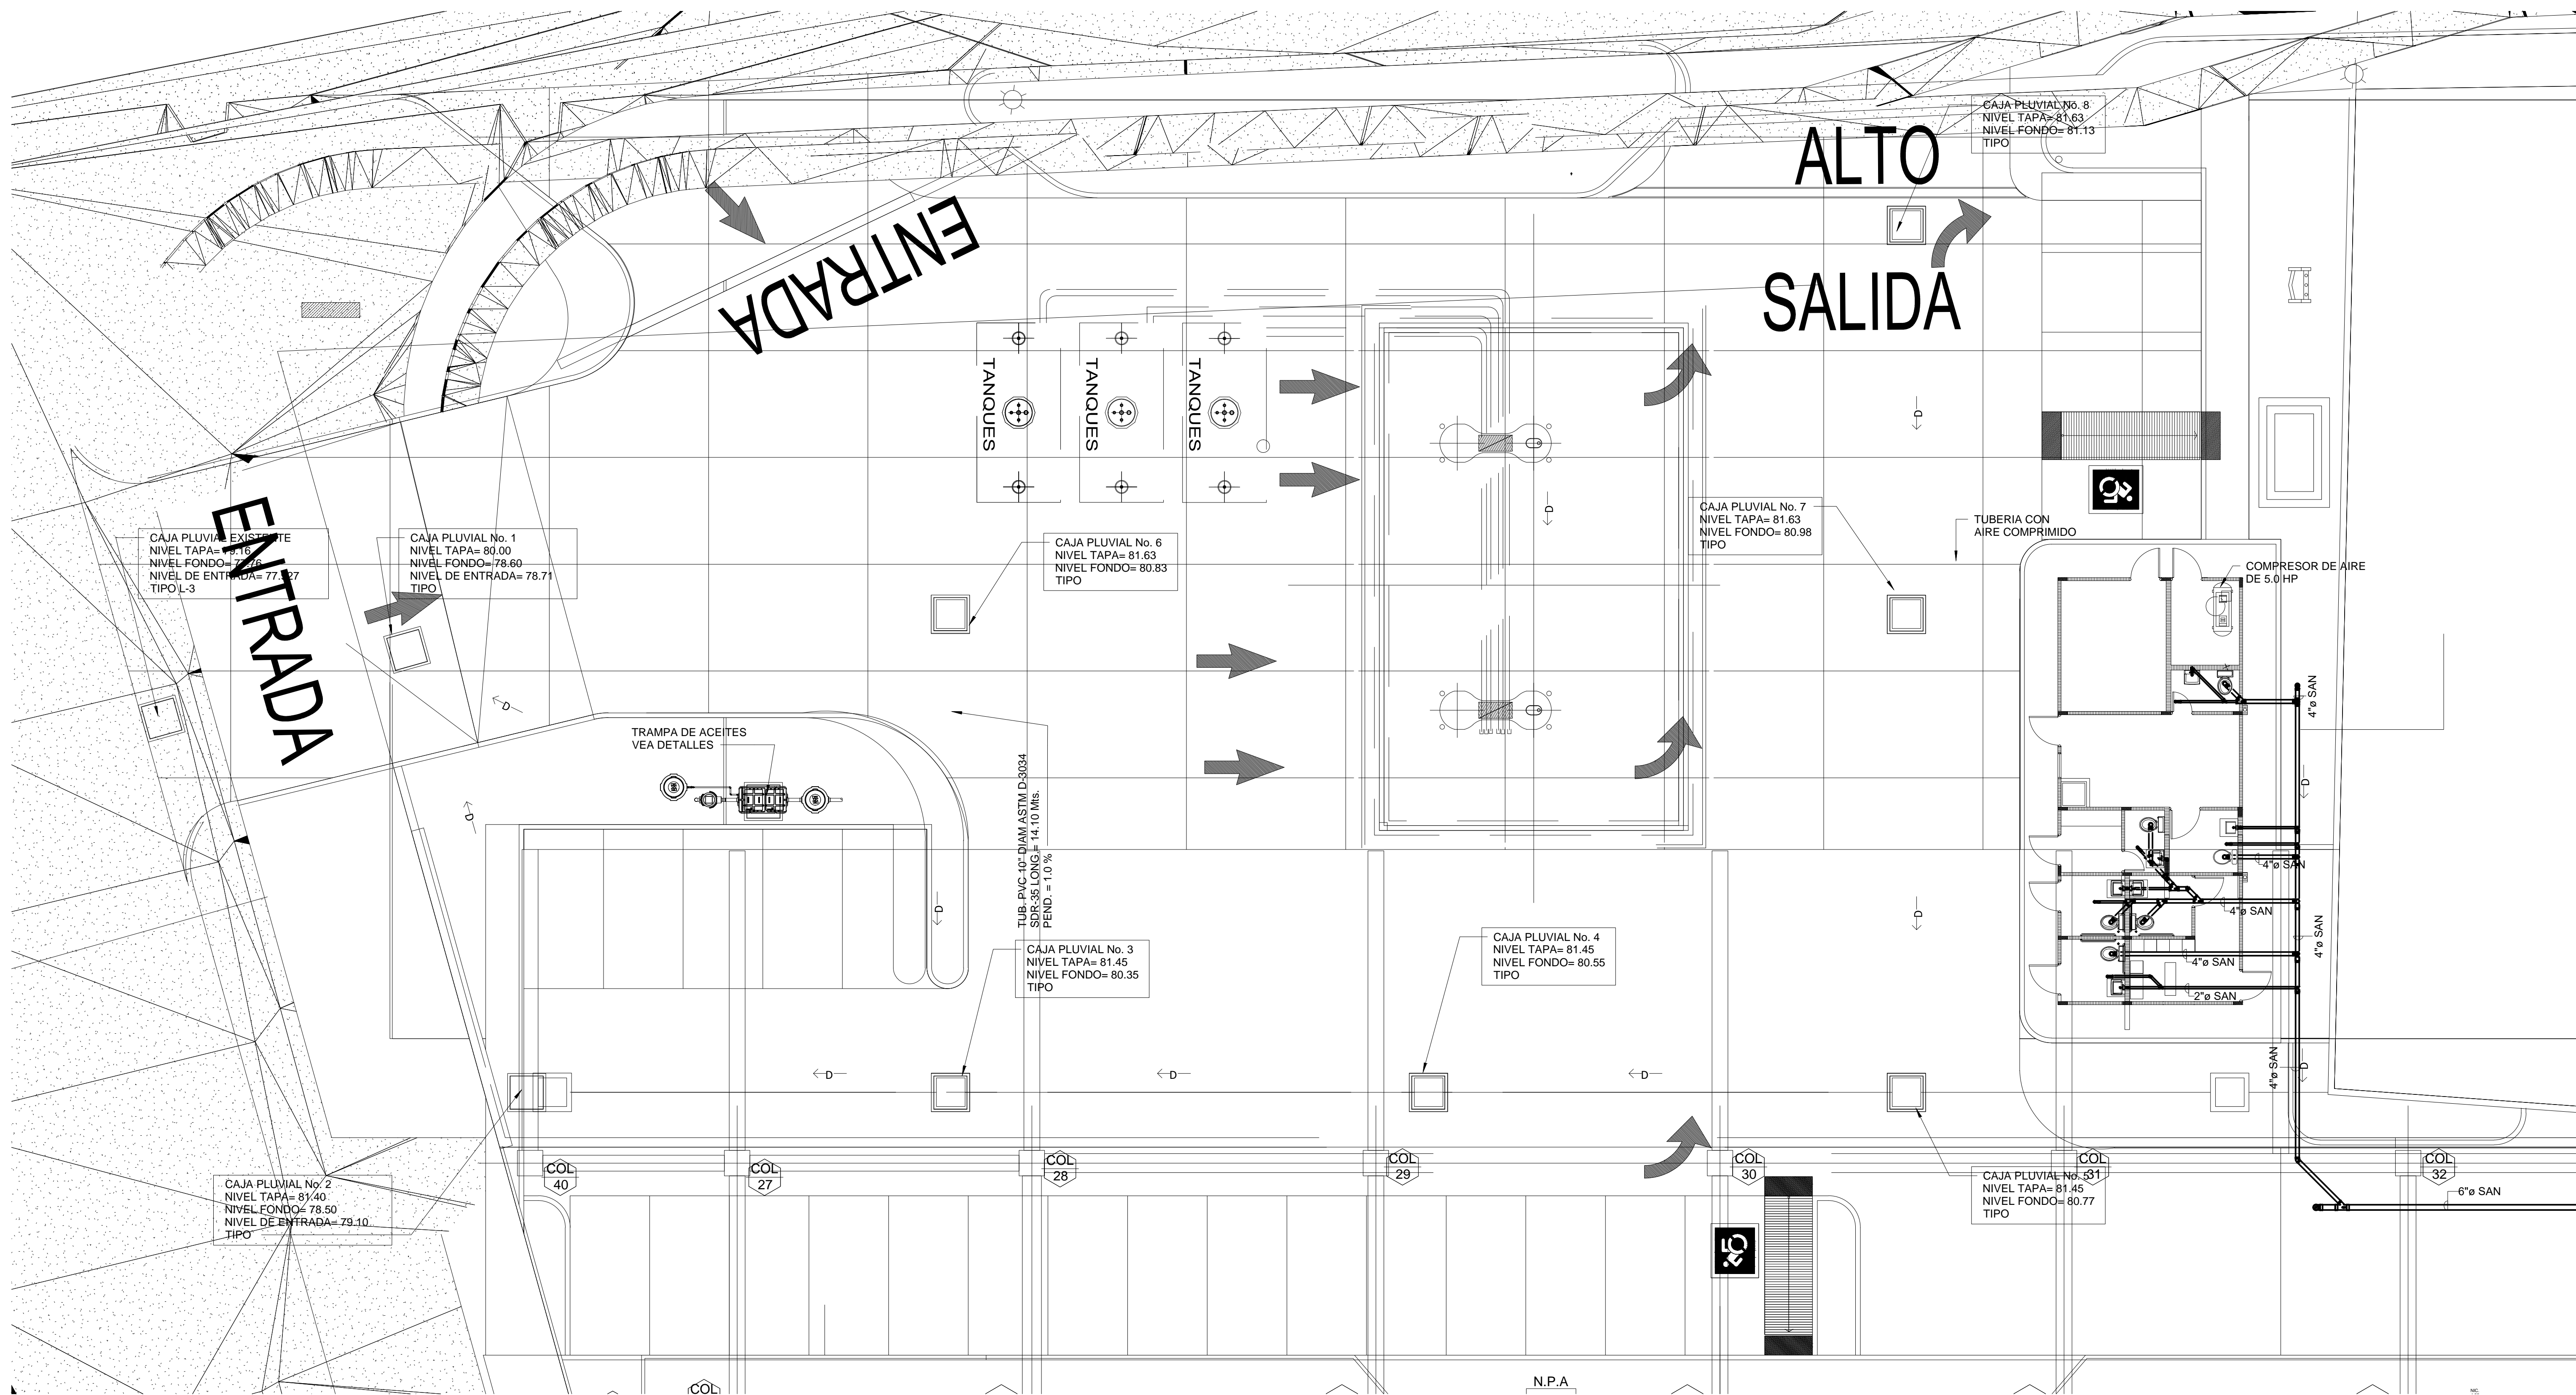 CAJA PLUVIAL No. 8
NIVEL TAPA= 81.63
NIVEL FONDO= 81.13
TIPO
ALTO
ENTRADA
SALIDA
TANQUES
TANQUES
TANQUES
D
D
CAJA PLUVIAL No. 7
NIVEL TAPA= 81.63
NIVEL FONDO= 80.98
TIPO
TUBERIA CON
AIRE COMPRIMIDO
CAJA PLUVIAL EXISTENTE
NIVEL TAPA= 79.16
NIVEL FONDO=
NIVEL DE ENTRADA=
TIPO L-3
ENTRADA
CAJA PLUVIAL No. 1
NIVEL TAPA= 80.00
NIVEL FONDO= 78.60
NIVEL DE ENTRADA= 78.71
TIPO
CAJA PLUVIAL No. 6
NIVEL TAPA= 81.63
NIVEL FONDO= 80.83
TIPO
COMPRESOR DE AIRE
DE 5.0 HP
4"ø SAN
D
TRAMPA DE ACEITES
VEA DETALLES
D
D
TUB. PVC 10" DIAM ASTM D-3034
SDR-35 LONG.= 14.10 Mts.
PEND. = 1.0 %
D
D
4"ø SAN
4"ø SAN
4"ø SAN
4"ø SAN
2"ø SAN
CAJA PLUVIAL No. 3
NIVEL TAPA= 81.45
NIVEL FONDO= 80.35
TIPO
CAJA PLUVIAL No. 4
NIVEL TAPA= 81.45
NIVEL FONDO= 80.55
TIPO
D
D
D
4"ø SAN
D
COL
40
COL
27
COL
28
COL
29
COL
30
COL
31
COL
32
CAJA PLUVIAL No. 2
NIVEL TAPA= 81.40
NIVEL FONDO= 78.50
NIVEL DE ENTRADA= 79.10
TIPO
CAJA PLUVIAL No. 5
NIVEL TAPA= 81.45
NIVEL FONDO= 80.77
TIPO
6"ø SAN
COL
N.P.A